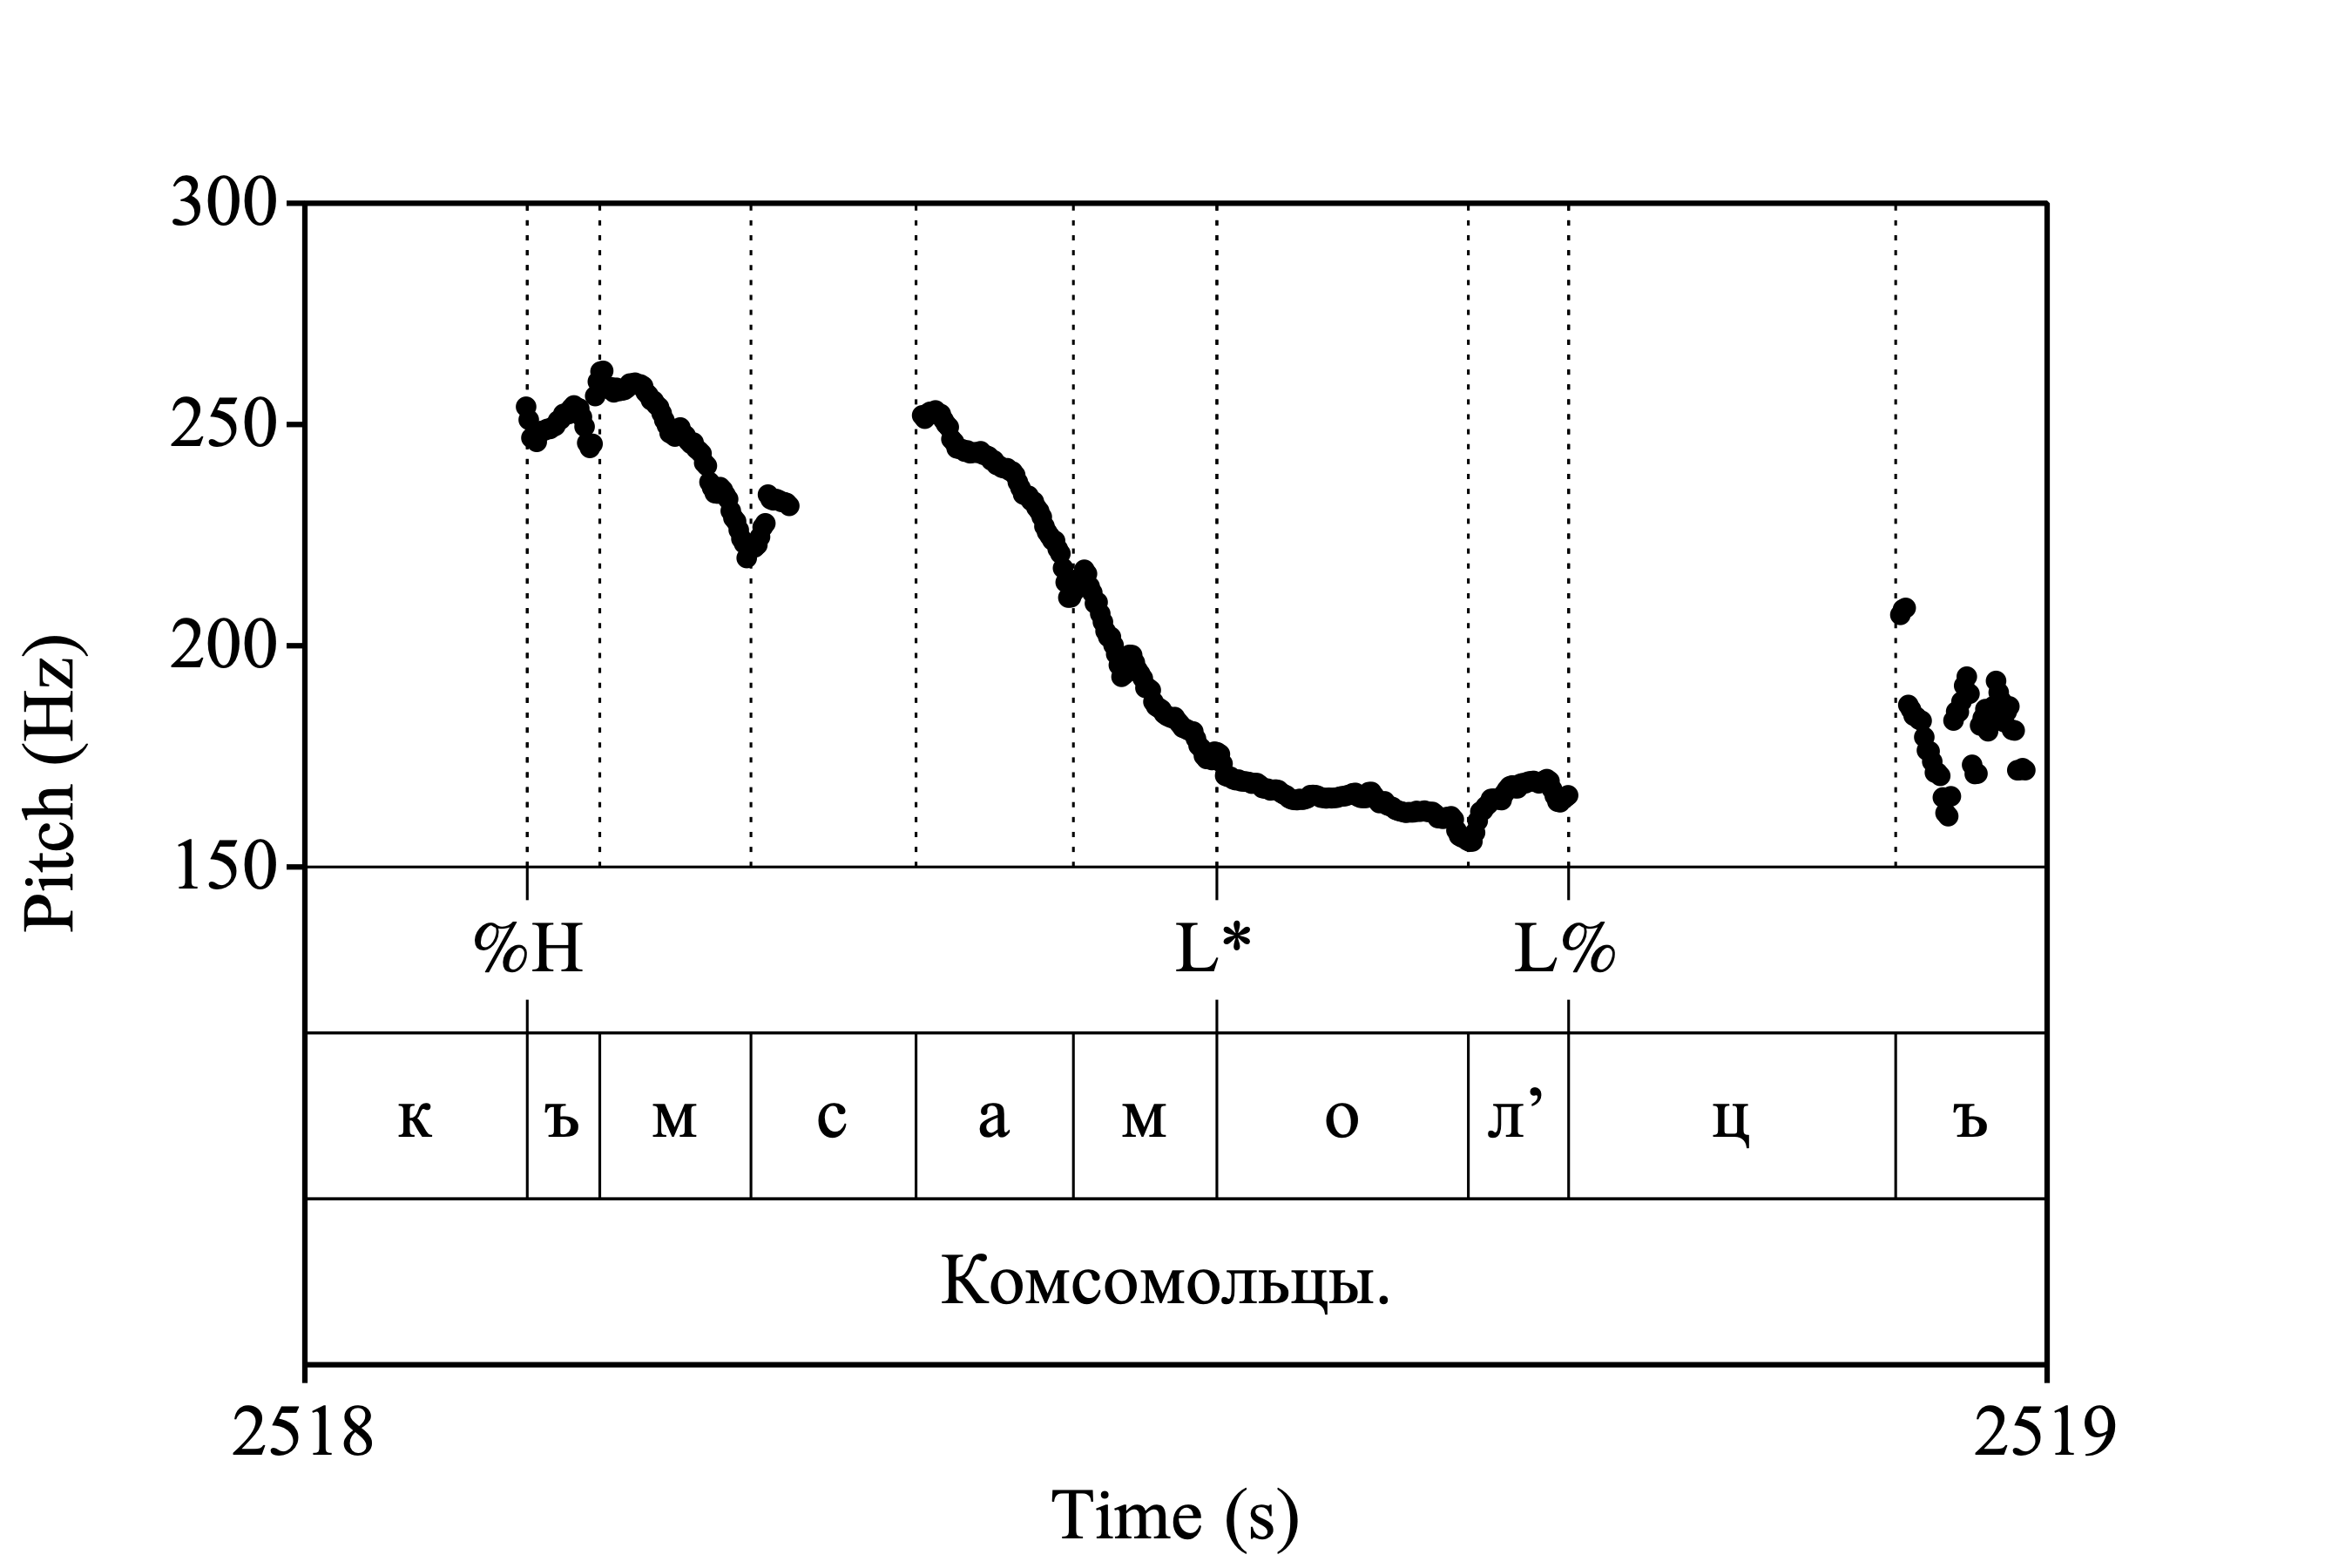 300
250
200
150
Pitch (Hz)
%H L* L%
к ъ м с а м о л’ ц ъ
Комсомольцы.
2518 2519
Time (s)